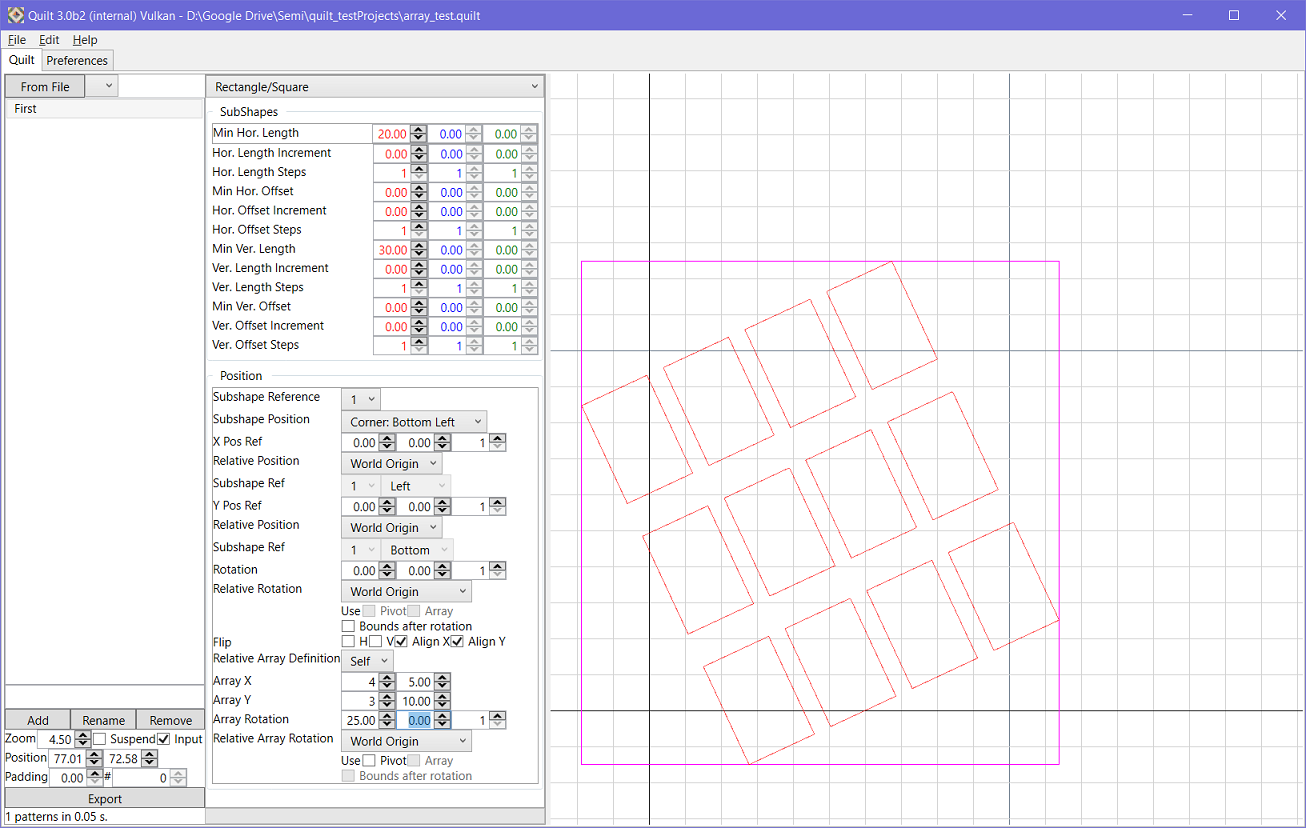 Quilt 3.0b2 (internal) Vulkan - D:\Google Drive\Semi\quilt_testProjects\array_test.quilt
File Edit Help
Quilt Preferences
From File
First
Rectangle/Square
SubShapes
Min Hor. Length 20.00 0.00 0.00
Hor. Length Increment 0.00 0.00 0.00
Hor. Length Steps 1 1 1
Min Hor. Offset 0.00 0.00 0.00
Hor. Offset Increment 0.00 0.00 0.00
Hor. Offset Steps 1 1 1
Min Ver. Length 30.00 0.00 0.00
Ver. Length Increment 0.00 0.00 0.00
Ver. Length Steps 1 1 1
Min Ver. Offset 0.00 0.00 0.00
Ver. Offset Increment 0.00 0.00 0.00
Ver. Offset Steps 1 1 1
Position
Subshape Reference 1
Subshape Position Corner: Bottom Left
X Pos Ref 0.00 0.00 1
Relative Position World Origin
Subshape Ref 1 Left
Y Pos Ref 0.00 0.00 1
Relative Position World Origin
Subshape Ref 1 Bottom
Rotation 0.00 0.00 1
Relative Rotation World Origin
Use Pivot Array
Bounds after rotation
Flip H V Align X Align Y
Relative Array Definition Self
Array X 4 5.00
Array Y 3 10.00
Array Rotation 25.00 0.00 1
Relative Array Rotation World Origin
Use Pivot Array
Bounds after rotation
Add Rename Remove
Zoom 4.50 Suspend Input
Position 77.01 72.58
Padding 0.00 # 0
Export
1 patterns in 0.05 s.